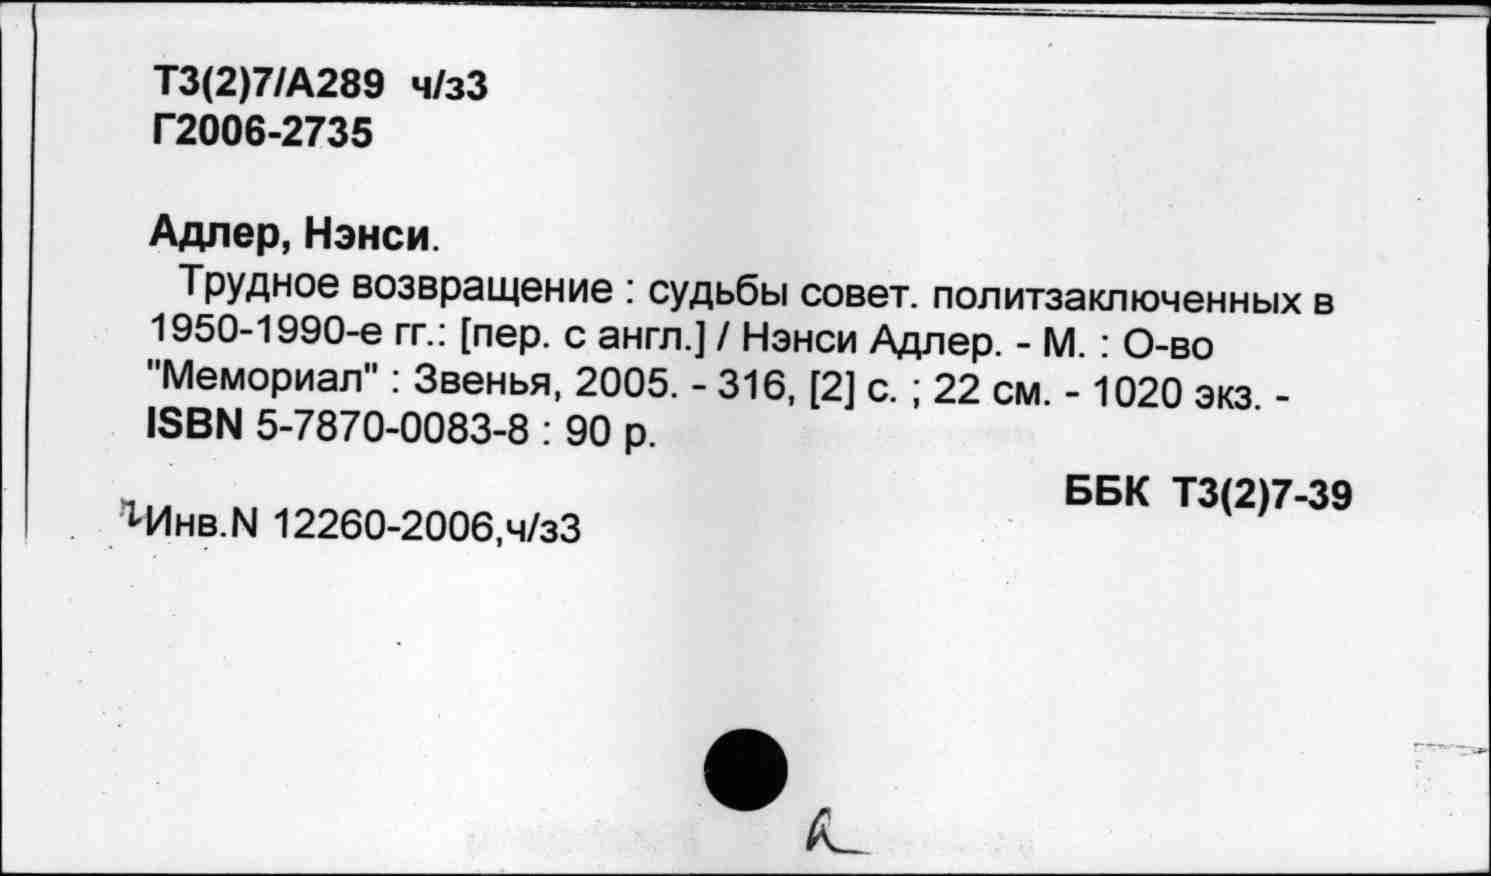 Т3(2)7/А289 ч/з3
Г2006-2735
Адлер, Нэнси.
Трудное возвращение : судьбы совет. политзаключенных в
1950-1990-е гг.: [пер. с англ.] / Нэнси Адлер. - М. : О-во
"Мемориал" : Звенья, 2005. - 316, [2] с. ; 22 см. - 1020 экз. -
ISBN 5-7870-0083-8 : 90 р.
ББК Т3(2)7-39
Инв.N 12260-2006,ч/з3